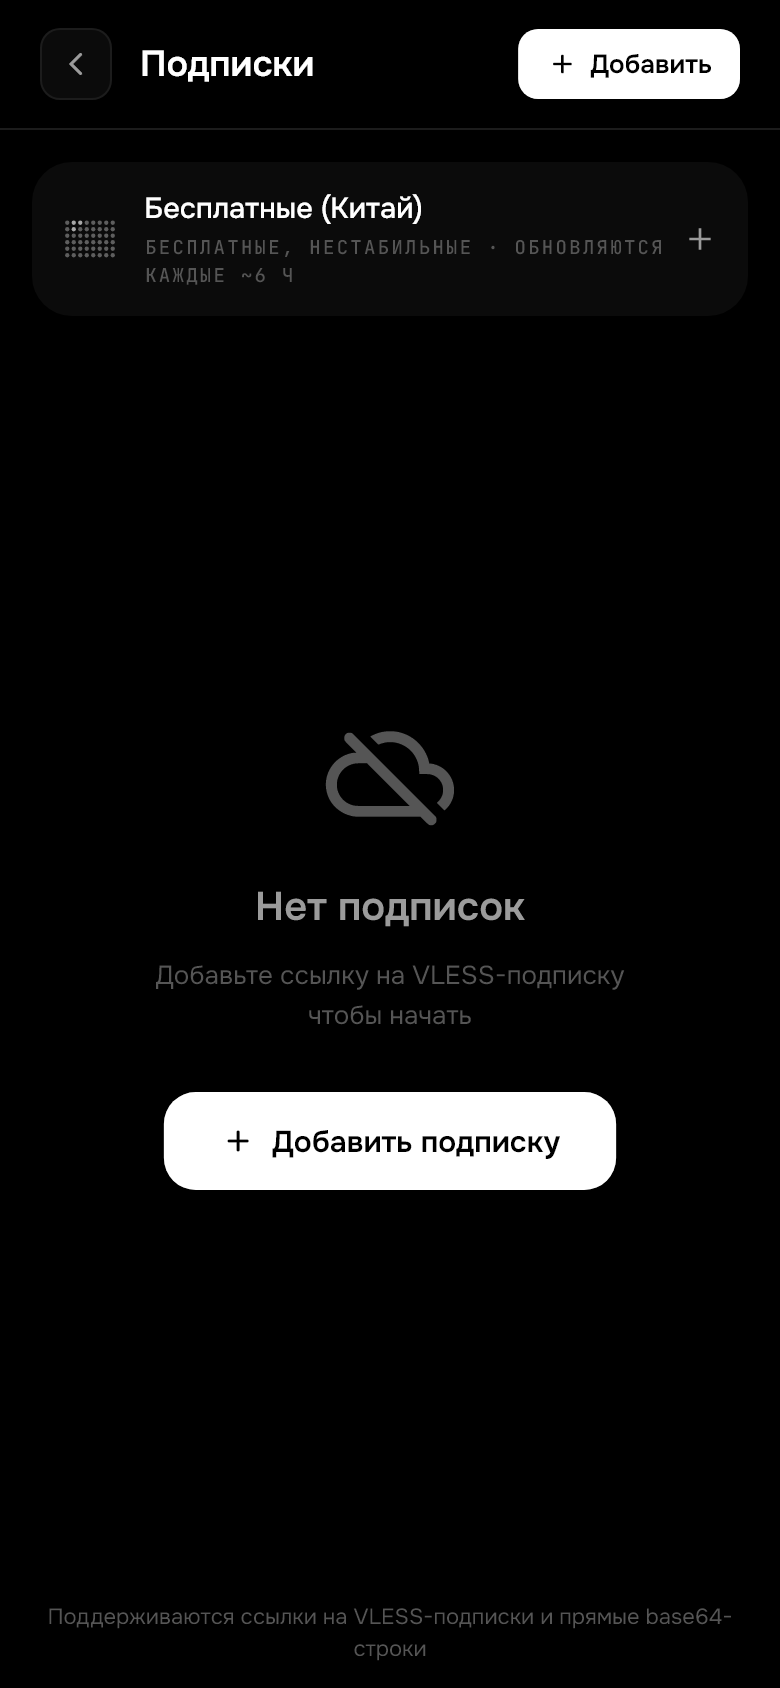 Подписки
+ Добавить
Бесплатные (Китай)
БЕСПЛАТНЫЕ, НЕСТАБИЛЬНЫЕ · ОБНОВЛЯЮТСЯ
КАЖДЫЕ ~6 Ч
Нет подписок
Добавьте ссылку на VLESS-подписку
чтобы начать
+ Добавить подписку
Поддерживаются ссылки на VLESS-подписки и прямые base64-
строки